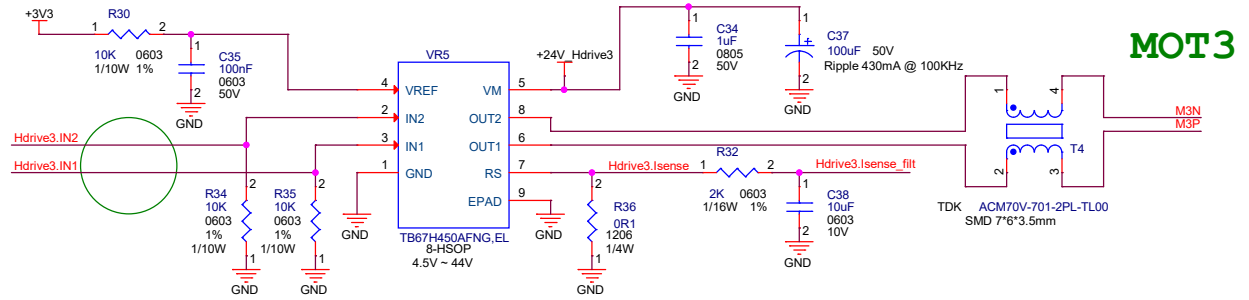 MOT3
+3V3
R30
1
2
10K
0603
1/10W
1%
1
C35
100nF
0603
50V
2
GND
VR5
+24V_Hdrive3
1
C34
1uF
0805
50V
2
GND
1
C37
100uF 50V
Ripple 430mA @ 100KHz
2
GND
4 VREF
VM 5
2 IN2
OUT2 8
3 IN1
OUT1 6
1 GND
RS 7
EPAD 9
TB67H450AFNG,EL
8-HSOP
4.5V ~ 44V
Hdrive3.IN2
Hdrive3.IN1
2
R34
10K
0603
1%
1/10W
1
GND
2
R35
10K
0603
1%
1/10W
1
GND
GND
GND
Hdrive3.Isense
2
R36
0R1
1206
1/4W
1
GND
R32
1
2
2K
0603
1/16W
1%
Hdrive3.Isense_filt
2
C38
10uF
0603
10V
1
GND
1
4
2
3
T4
M3N
M3P
TDK ACM70V-701-2PL-TL00
SMD 7*6*3.5mm